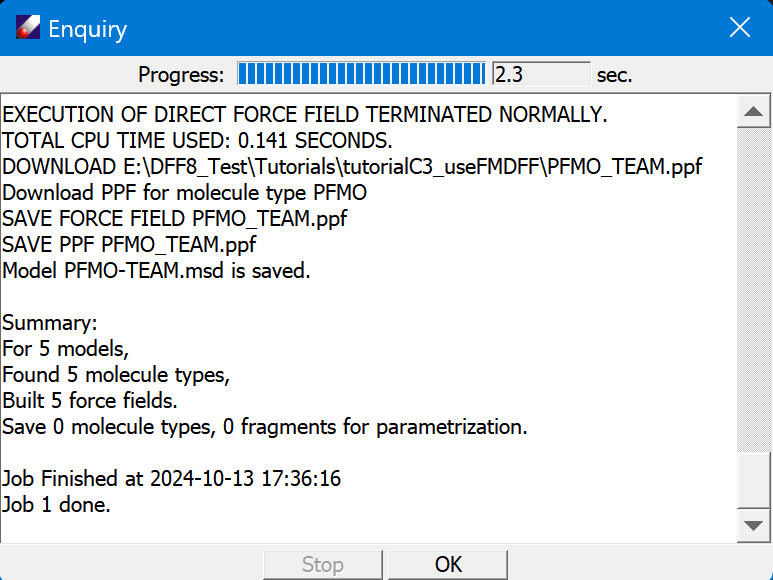 Enquiry
Progress: 2.3 sec.
EXECUTION OF DIRECT FORCE FIELD TERMINATED NORMALLY.
TOTAL CPU TIME USED: 0.141 SECONDS.
DOWNLOAD E:\DFF8_Test\Tutorials\tutorialC3_useFMDFF\PFMO_TEAM.ppf
Download PPF for molecule type PFMO
SAVE FORCE FIELD PFMO_TEAM.ppf
SAVE PPF PFMO_TEAM.ppf
Model PFMO-TEAM.msd is saved.
Summary:
For 5 models,
Found 5 molecule types,
Built 5 force fields.
Save 0 molecule types, 0 fragments for parametrization.
Job Finished at 2024-10-13 17:36:16
Job 1 done.
Stop OK